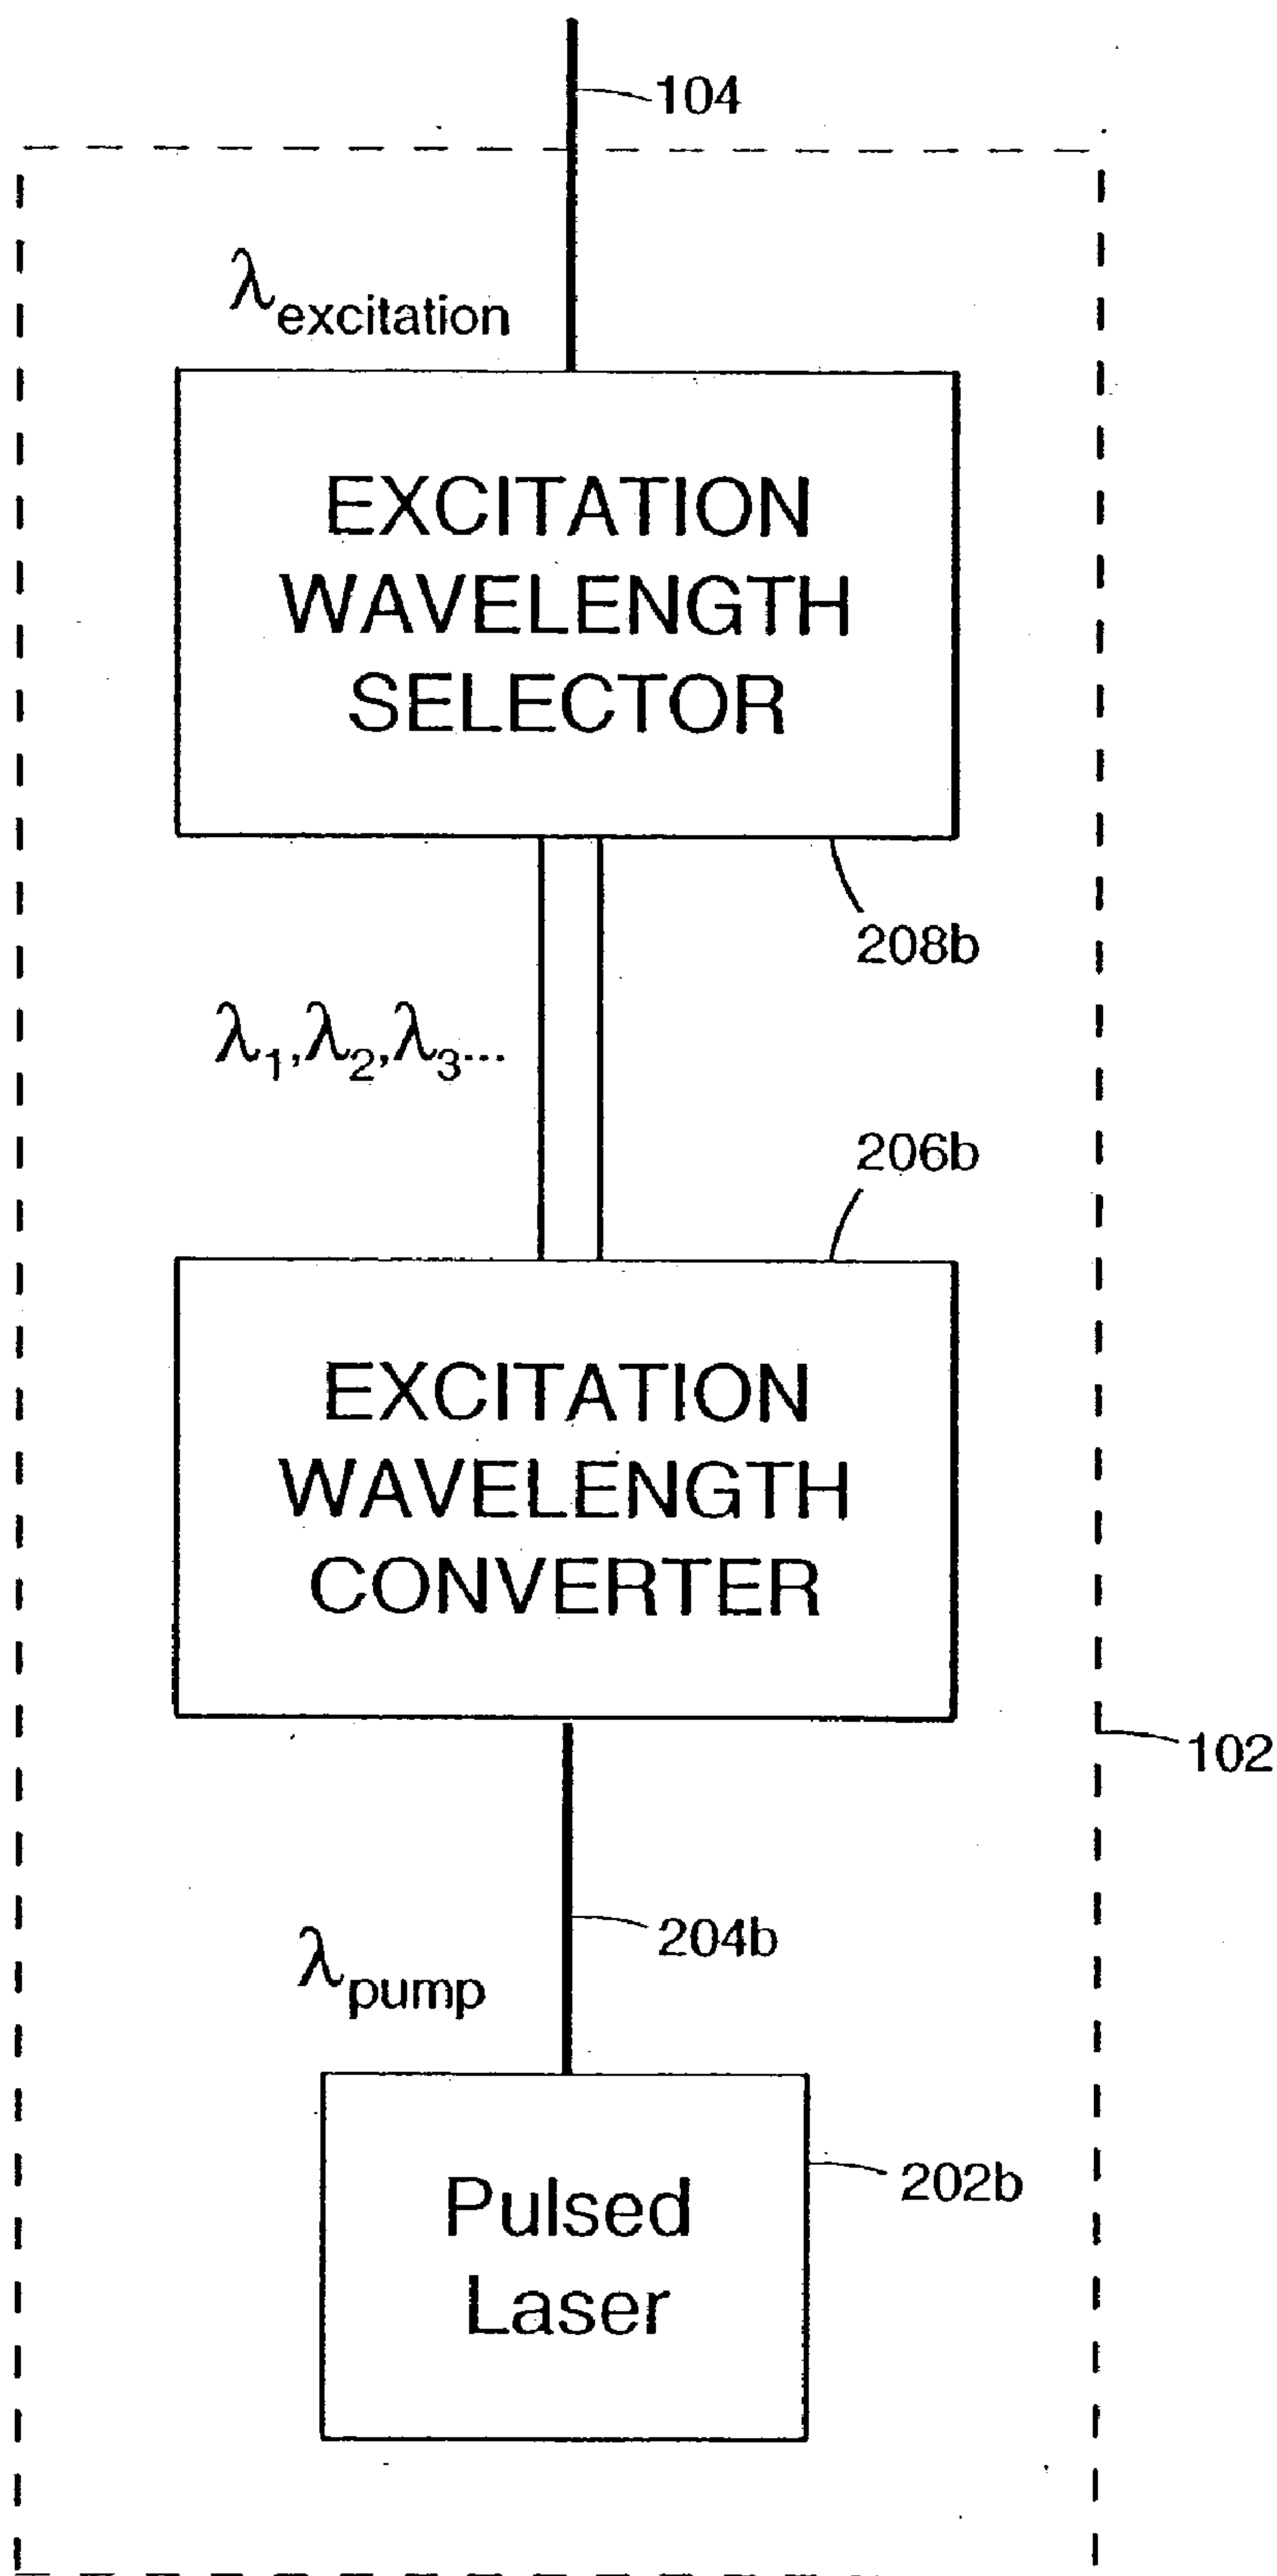 104
λexcitation
EXCITATION
WAVELENGTH
SELECTOR
208b
λ1,λ2,λ3...
206b
EXCITATION
WAVELENGTH
CONVERTER
102
204b
λpump
202b
Pulsed
Laser